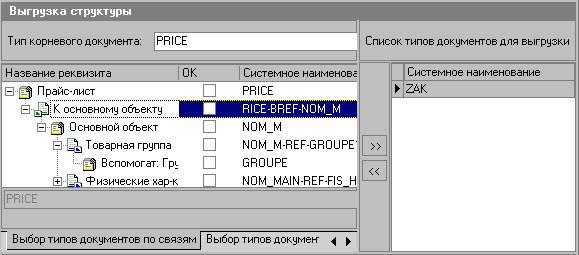 Выгрузка структуры
Тип корневого документа: PRICE
Название реквизита OK Системное наименова
Прайс-лист PRICE
К основному объекту RICE-BREF-NOM_M
Основной объект NOM_M
Товарная группа NOM_M-REF-GROUPE
Вспомогат: Гру GROUPE
Физические хар-к NOM_MAIN-REF-FIS_H
PRICE
Выбор типов документов по связям Выбор типов докумен
Список типов документов для выгрузки
Системное наименование
ZAK
>>
<<